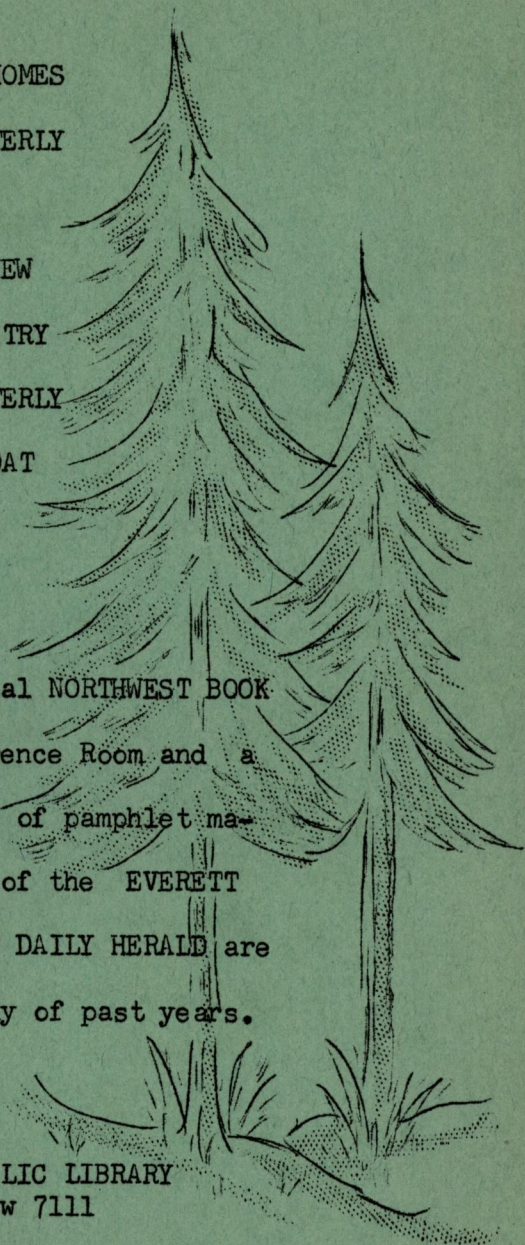 OMES
ERLY
EW
TRY
ERLY
OAT
al NORTHWEST BOOK
ence Room and a
of pamphlet ma-
of the EVERETT
DAILY HERALD are
y of past years.
LIC LIBRARY
w 7111